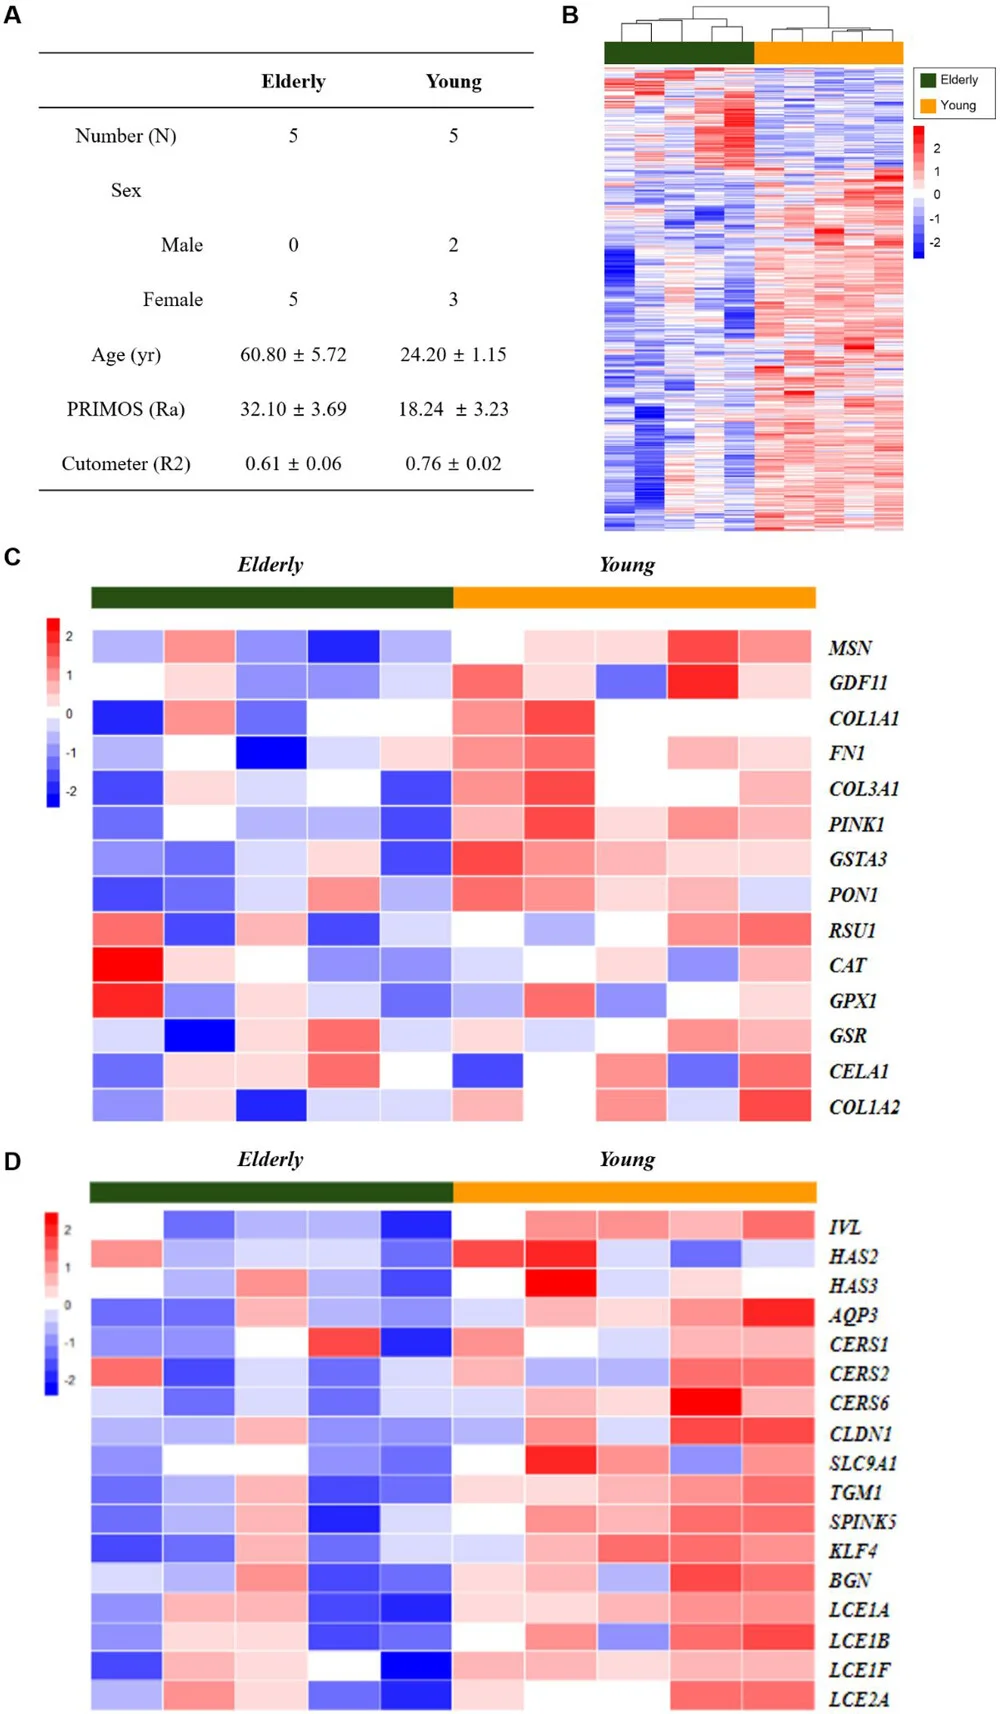 A
Elderly Young
Number (N) 5 5
Sex
Male 0 2
Female 5 3
Age (yr) 60.80 ± 5.72 24.20 ± 1.15
PRIMOS (Ra) 32.10 ± 3.69 18.24 ± 3.23
Cutometer (R2) 0.61 ± 0.06 0.76 ± 0.02
B
Elderly
Young
2
1
0
-1
-2
C
Elderly Young
2
1
0
-1
-2
MSN
GDF11
COL1A1
FN1
COL3A1
PINK1
GSTA3
PON1
RSU1
CAT
GPX1
GSR
CELA1
COL1A2
D
Elderly Young
2
1
0
-1
-2
IVL
HAS2
HAS3
AQP3
CERS1
CERS2
CERS6
CLDN1
SLC9A1
TGM1
SPINK5
KLF4
BGN
LCE1A
LCE1B
LCE1F
LCE2A